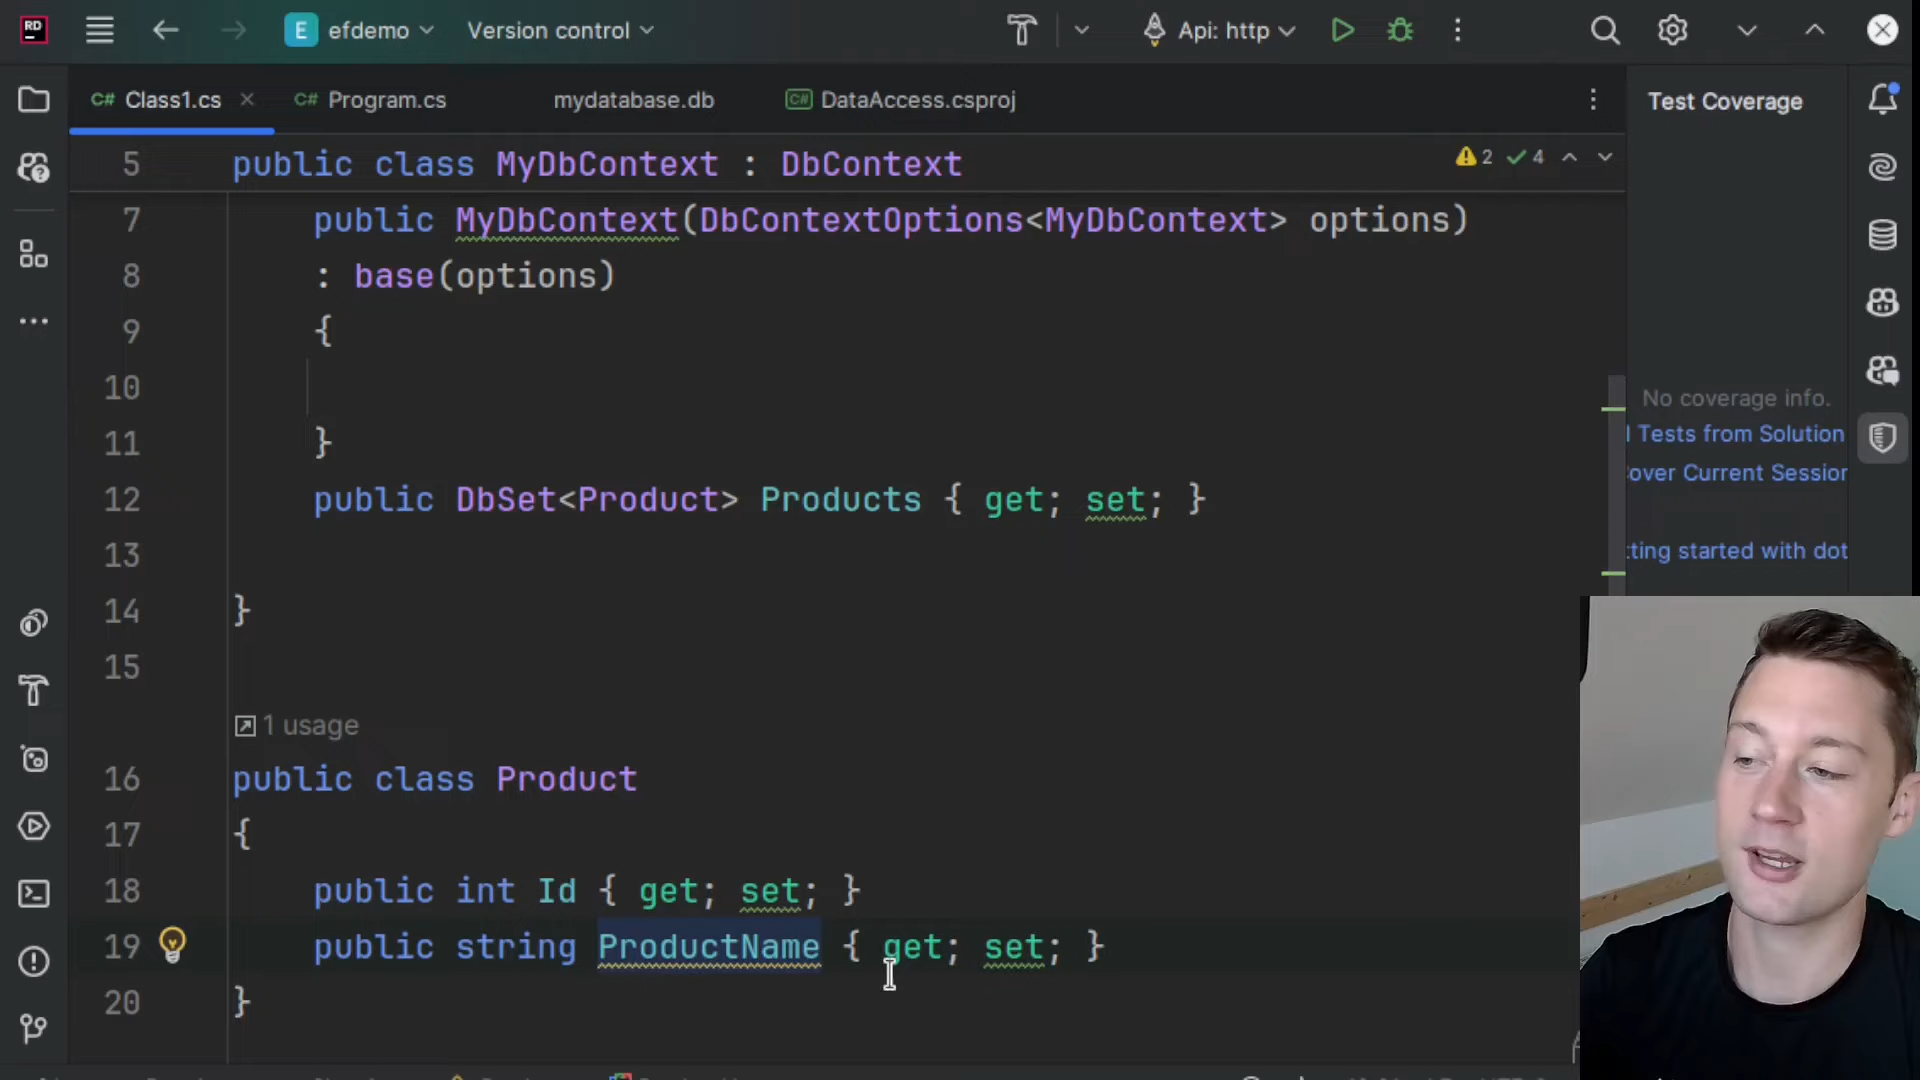 RD
E efdemo Version control Api: http
C# Class1.cs C# Program.cs mydatabase.db C# DataAccess.csproj Test Coverage
5 public class MyDbContext : DbContext 2 4
7 public MyDbContext(DbContextOptions<MyDbContext> options)
8 : base(options)
9 {
10
11 }
12 public DbSet<Product> Products { get; set; }
13
14 }
15
1 usage
16 public class Product
17 {
18 public int Id { get; set; }
19 public string ProductName { get; set; }
20 }
No coverage info.
Tests from Solution
over Current Session
tting started with dot